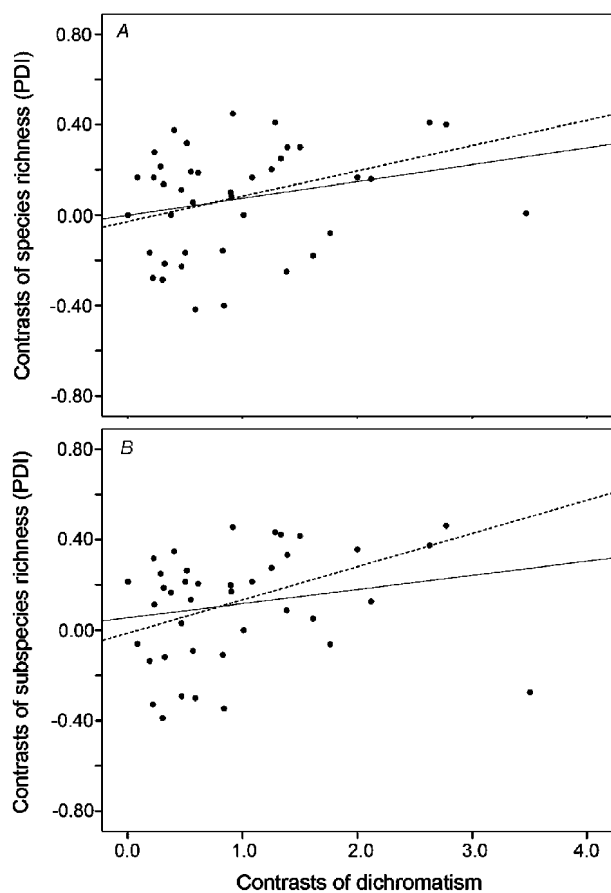 A
Contrasts of species richness (PDI)
0.80
0.40
0.00
-0.40
-0.80
B
Contrasts of subspecies richness (PDI)
0.80
0.40
0.00
-0.40
-0.80
0.0 1.0 2.0 3.0 4.0
Contrasts of dichromatism